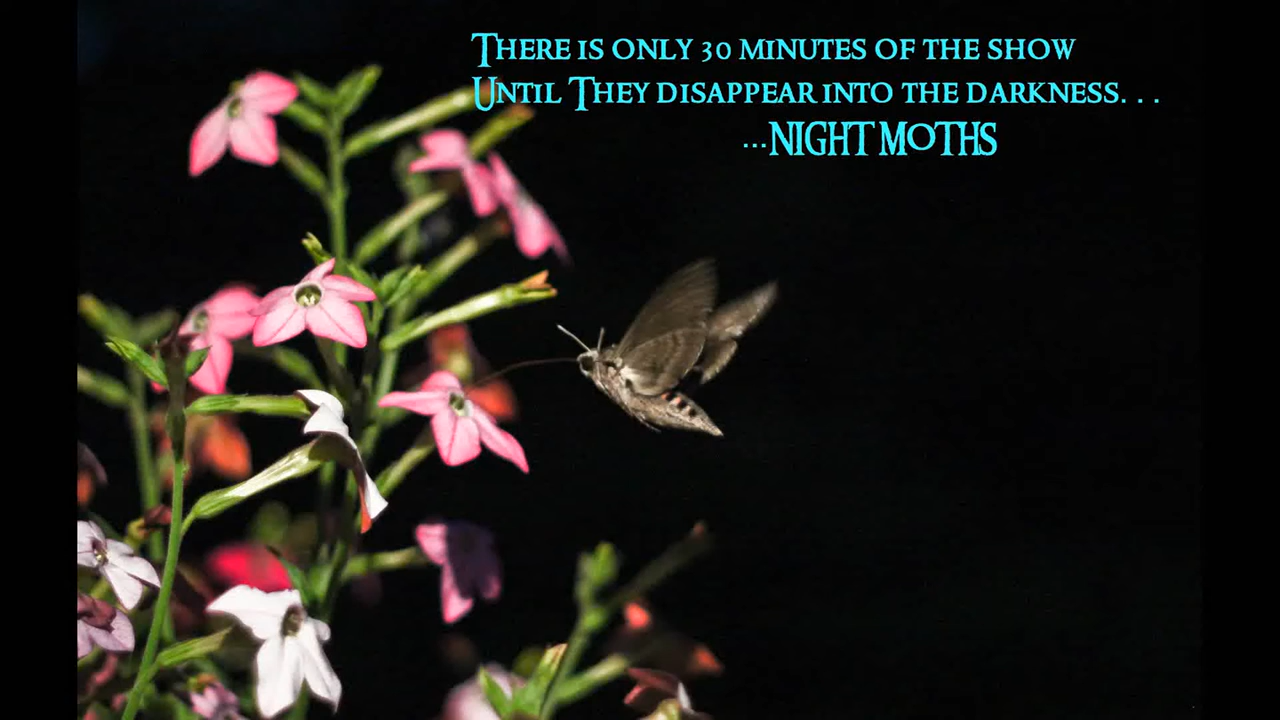 There is only 30 minutes of the show
Until They disappear into the darkness. . .
...NIGHT MOTHS